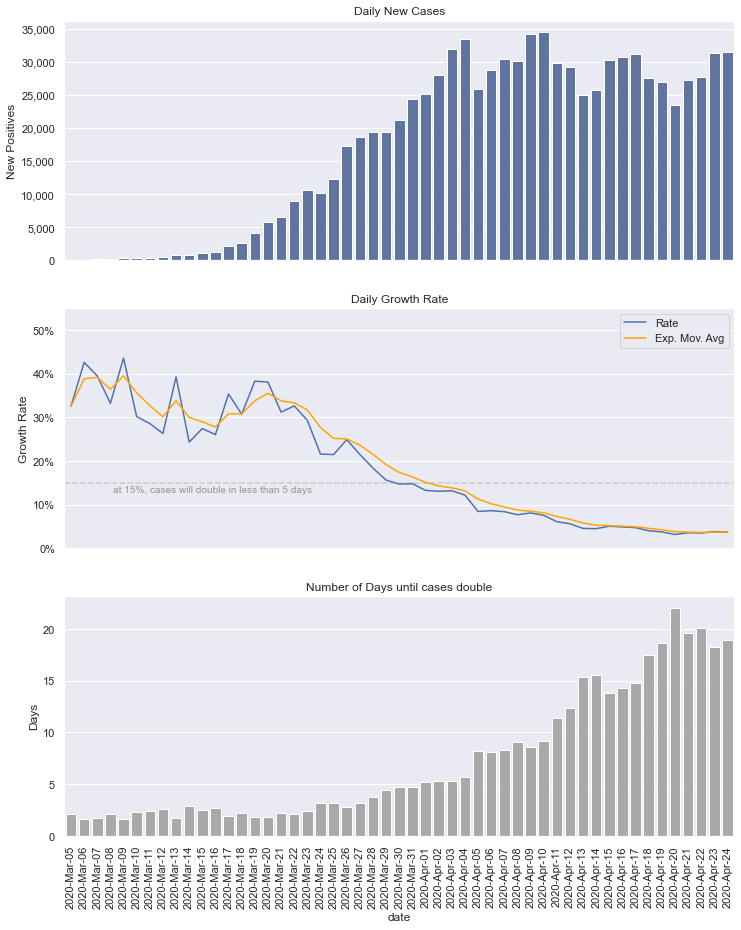 Daily New Cases
35,000
30,000
25,000
20,000
15,000
10,000
5,000
0
New Positives
Daily Growth Rate
50%
40%
30%
20%
10%
0%
Growth Rate
Rate
Exp. Mov. Avg
at 15%, cases will double in less than 5 days
Number of Days until cases double
20
15
10
5
0
Days
2020-Mar-05
2020-Mar-06
2020-Mar-07
2020-Mar-08
2020-Mar-09
2020-Mar-10
2020-Mar-11
2020-Mar-12
2020-Mar-13
2020-Mar-14
2020-Mar-15
2020-Mar-16
2020-Mar-17
2020-Mar-18
2020-Mar-19
2020-Mar-20
2020-Mar-21
2020-Mar-22
2020-Mar-23
2020-Mar-24
2020-Mar-25
2020-Mar-26
2020-Mar-27
2020-Mar-28
2020-Mar-29
2020-Mar-30
2020-Mar-31
2020-Apr-01
2020-Apr-02
2020-Apr-03
2020-Apr-04
2020-Apr-05
2020-Apr-06
2020-Apr-07
2020-Apr-08
2020-Apr-09
2020-Apr-10
2020-Apr-11
2020-Apr-12
2020-Apr-13
2020-Apr-14
2020-Apr-15
2020-Apr-16
2020-Apr-17
2020-Apr-18
2020-Apr-19
2020-Apr-20
2020-Apr-21
2020-Apr-22
2020-Apr-23
2020-Apr-24
date